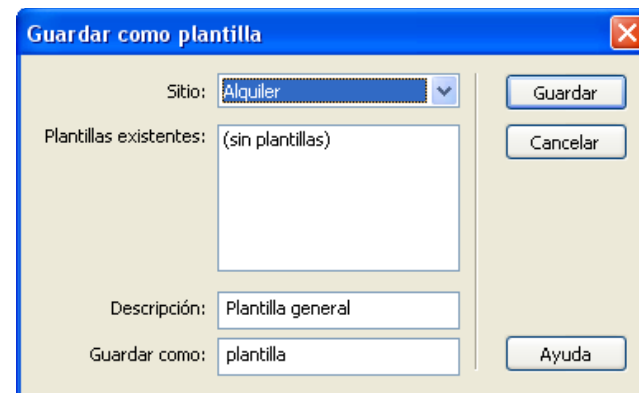 Guardar como plantilla
Sitio: Alquiler Guardar
Plantillas existentes: (sin plantillas) Cancelar
Descripción: Plantilla general
Guardar como: plantilla Ayuda